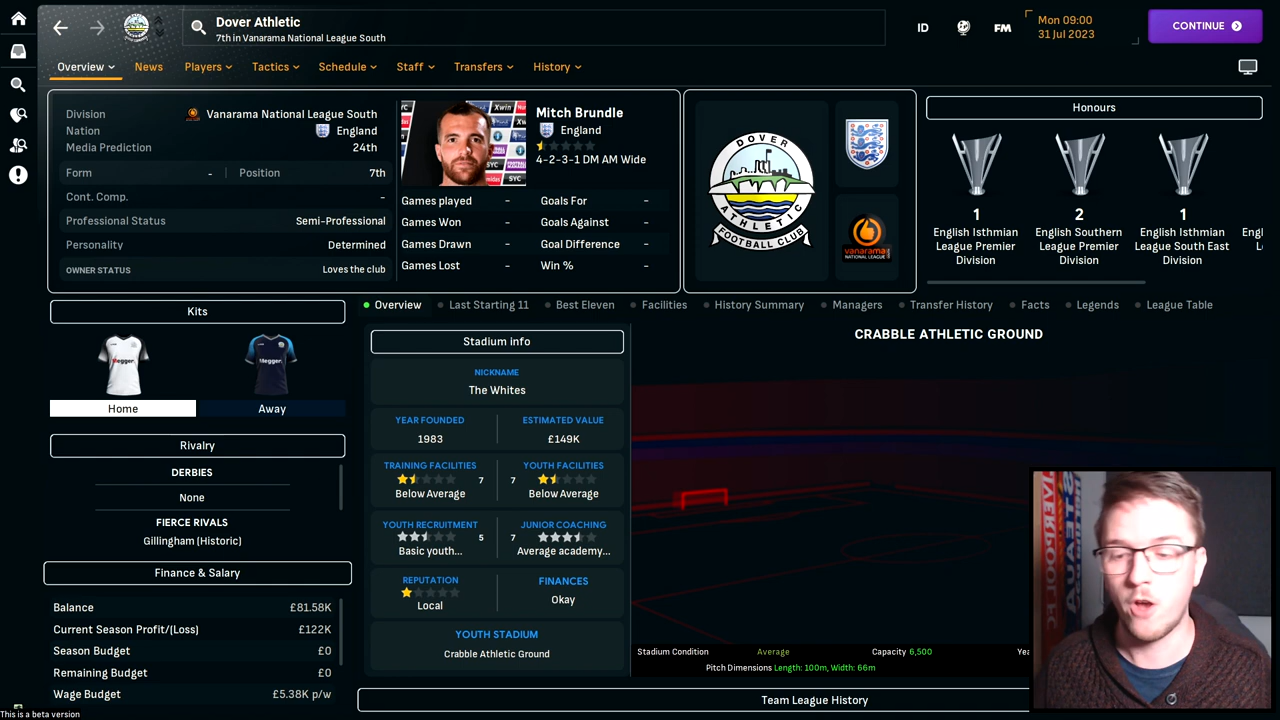 Dover Athletic
7th in Vanarama National League South
ID
FM
Mon 09:00
31 Jul 2023
CONTINUE
Overview
News
Players
Tactics
Schedule
Staff
Transfers
History
Division
Vanarama National League South
Nation
England
Media Prediction
24th
Form
-
Position
7th
Cont. Comp.
-
Professional Status
Semi-Professional
Personality
Determined
OWNER STATUS
Loves the club
Mitch Brundle
England
4-2-3-1 DM AM Wide
Games played
-
Goals For
-
Games Won
-
Goals Against
-
Games Drawn
-
Goal Difference
-
Games Lost
-
Win %
-
DOVER
ATHLETIC
FOOTBALL CLUB
vanarama
NATIONAL LEAGUE
Honours
1
English Isthmian
League Premier
Division
2
English Southern
League Premier
Division
1
English Isthmian
League South East
Division
Kits
Megger.
Megger.
Home
Away
Rivalry
DERBIES
None
FIERCE RIVALS
Gillingham (Historic)
Finance & Salary
Balance
£81.58K
Current Season Profit/(Loss)
£122K
Season Budget
£0
Remaining Budget
£0
Wage Budget
£5.38K p/w
This is a beta version
Overview
Last Starting 11
Best Eleven
Facilities
History Summary
Managers
Transfer History
Facts
Legends
League Table
Stadium info
NICKNAME
The Whites
YEAR FOUNDED
1983
ESTIMATED VALUE
£149K
TRAINING FACILITIES
7
Below Average
YOUTH FACILITIES
7
Below Average
YOUTH RECRUITMENT
5
Basic youth...
JUNIOR COACHING
7
Average academy...
REPUTATION
Local
FINANCES
Okay
YOUTH STADIUM
Crabble Athletic Ground
CRABBLE ATHLETIC GROUND
Stadium Condition
Average
Capacity 6,500
Pitch Dimensions Length: 100m, Width: 66m
Team League History